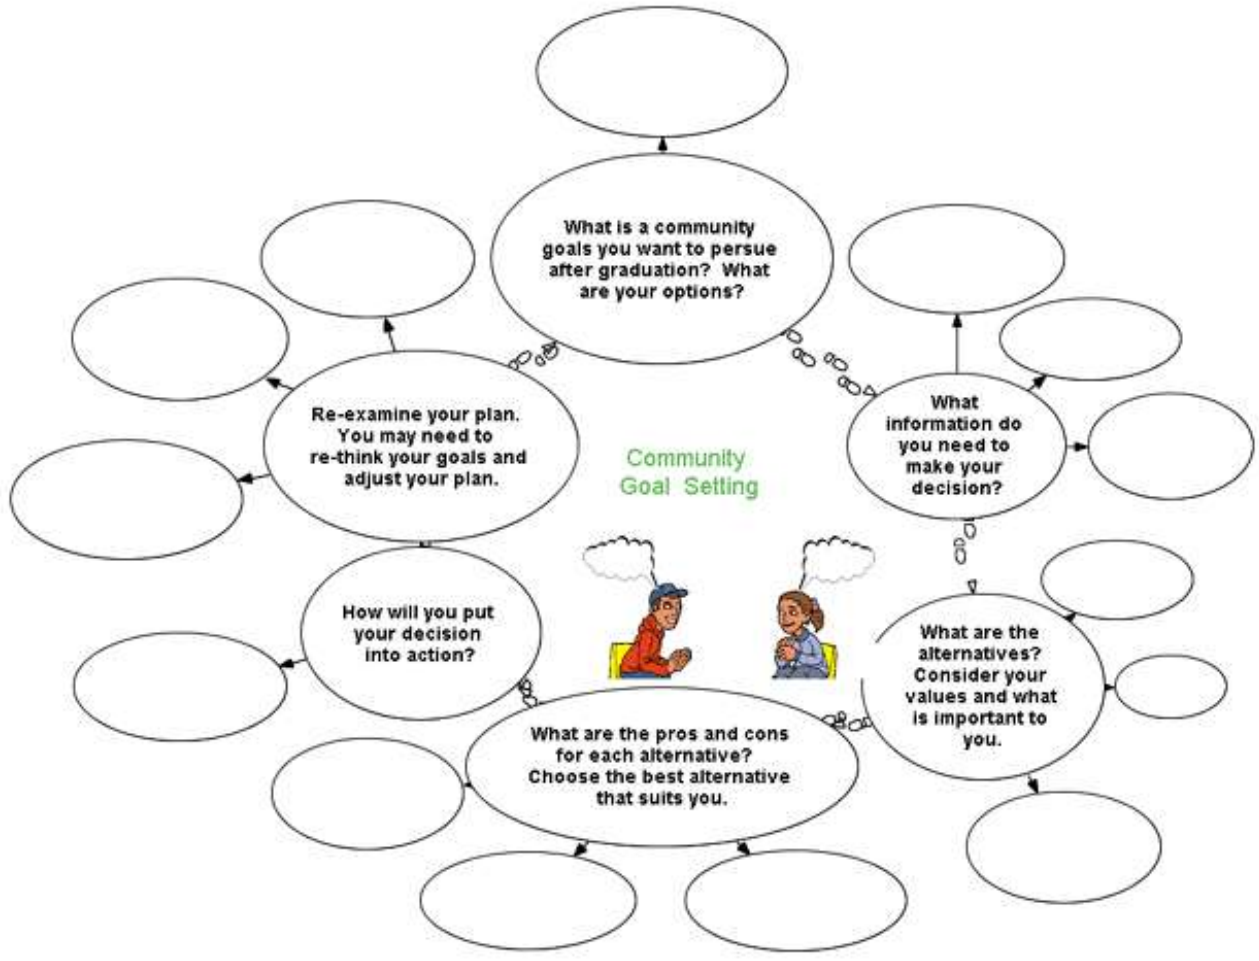 What is a community
goals you want to persue
after graduation? What
are your options?
What
information do
you need to
make your
decision?
What are the
alternatives?
Consider your
values and what
is important to
you.
What are the pros and cons
for each alternative?
Choose the best alternative
that suits you.
How will you put
your decision
into action?
Re-examine your plan.
You may need to
re-think your goals and
adjust your plan.
Community
Goal Setting